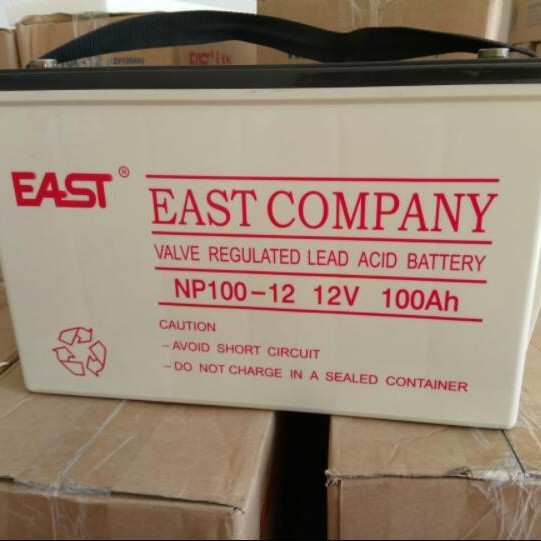 EAST ®
EAST COMPANY
VALVE REGULATED LEAD ACID BATTERY
NP100-12 12V 100Ah
CAUTION
-AVOID SHORT CIRCUIT
-DO NOT CHARGE IN A SEALED CONTAINER